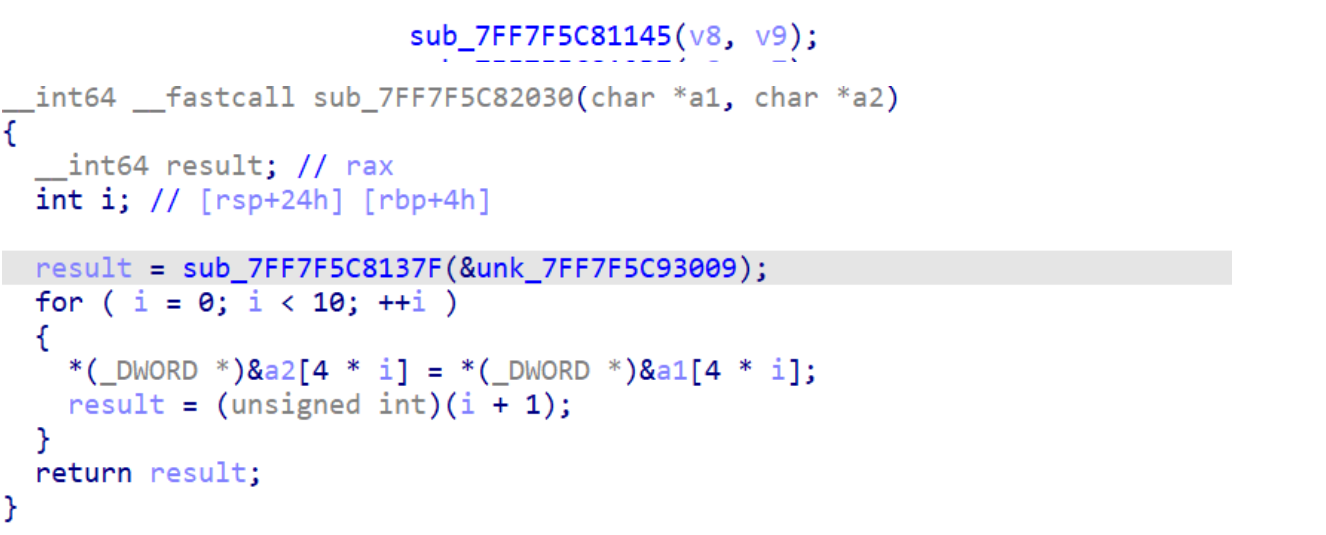 sub_7FF7F5C81145(v8, v9);
__int64 __fastcall sub_7FF7F5C82030(char *a1, char *a2)
{
  __int64 result; // rax
  int i; // [rsp+24h] [rbp+4h]
  result = sub_7FF7F5C8137F(&unk_7FF7F5C93009);
  for ( i = 0; i < 10; ++i )
  {
    *(_DWORD *)&a2[4 * i] = *(_DWORD *)&a1[4 * i];
    result = (unsigned int)(i + 1);
  }
  return result;
}